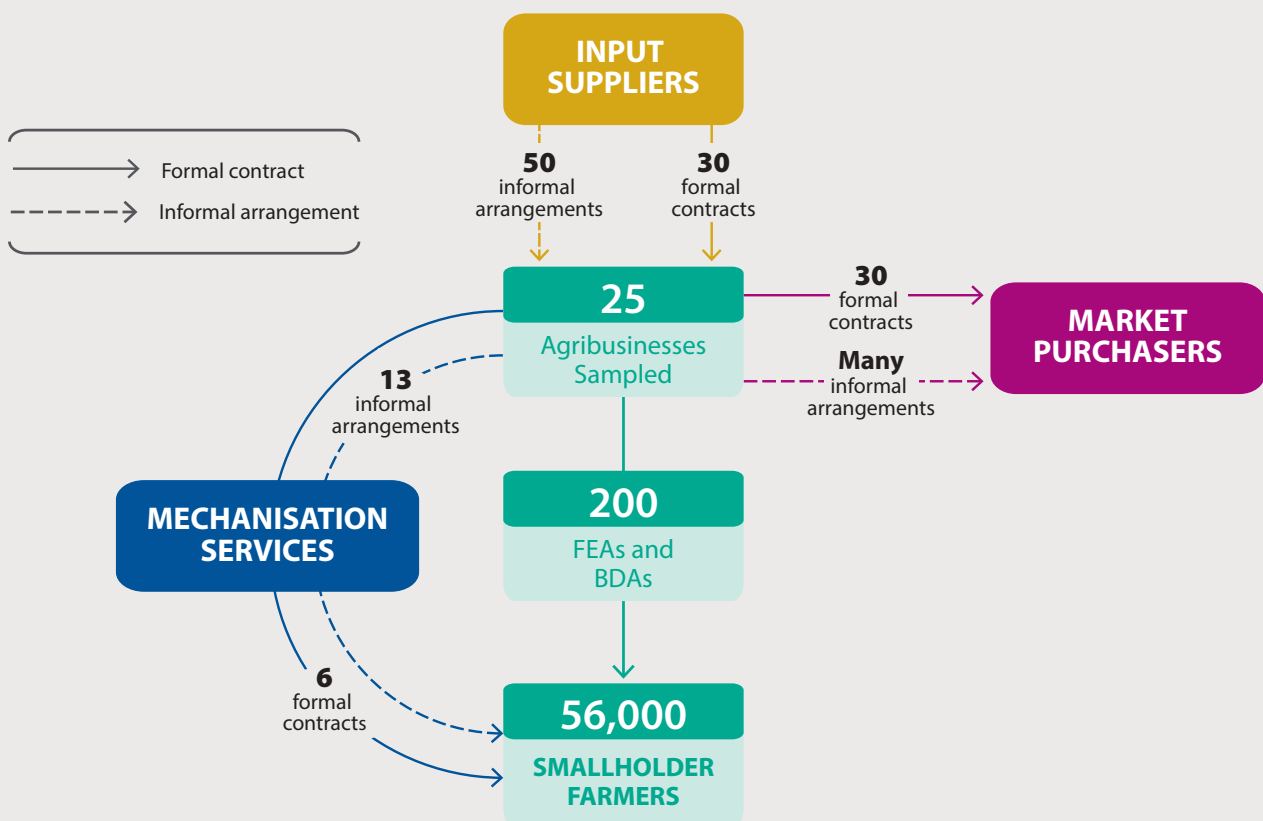 INPUT
SUPPLIERS
Formal contract
Informal arrangement
50
informal
arrangements
30
formal
contracts
25
Agribusinesses
Sampled
30
formal
contracts
Many
informal
arrangements
MARKET
PURCHASERS
13
informal
arrangements
MECHANISATION
SERVICES
200
FEAs and
BDAs
6
formal
contracts
56,000
SMALLHOLDER
FARMERS